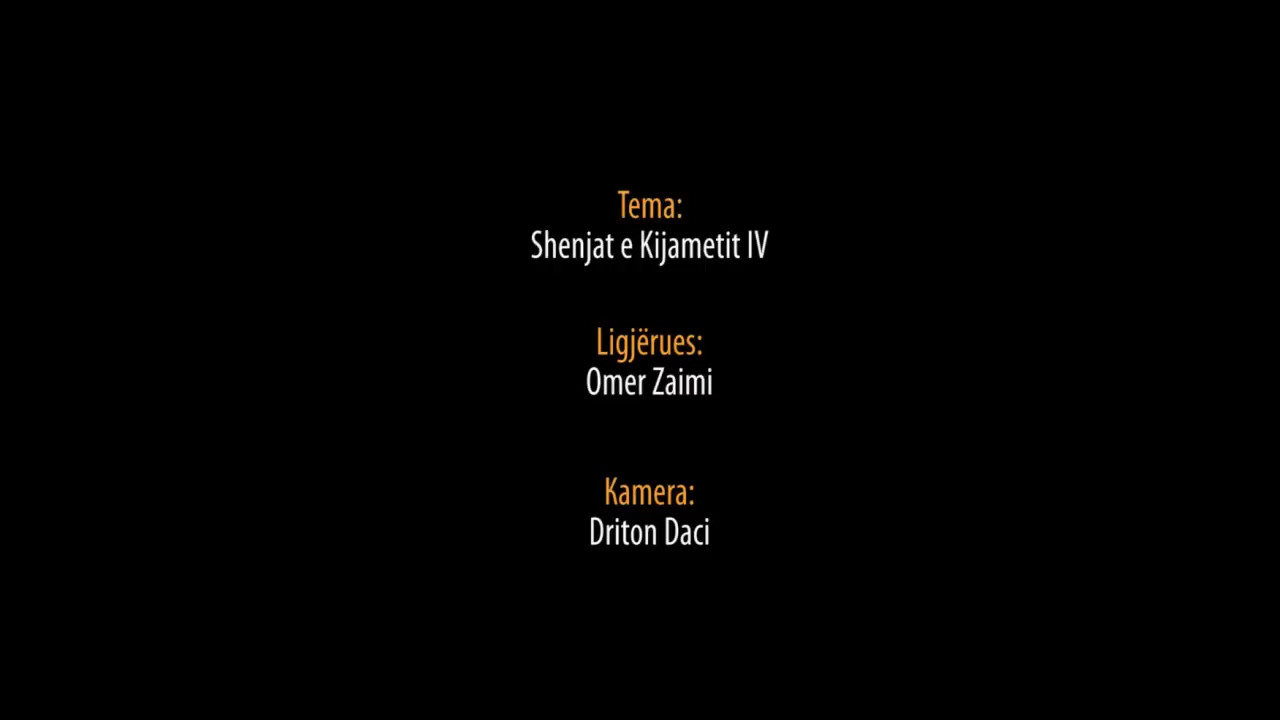 Tema:
Shenjat e Kijametit IV
Ligjërues:
Omer Zaimi
Kamera:
Driton Daci